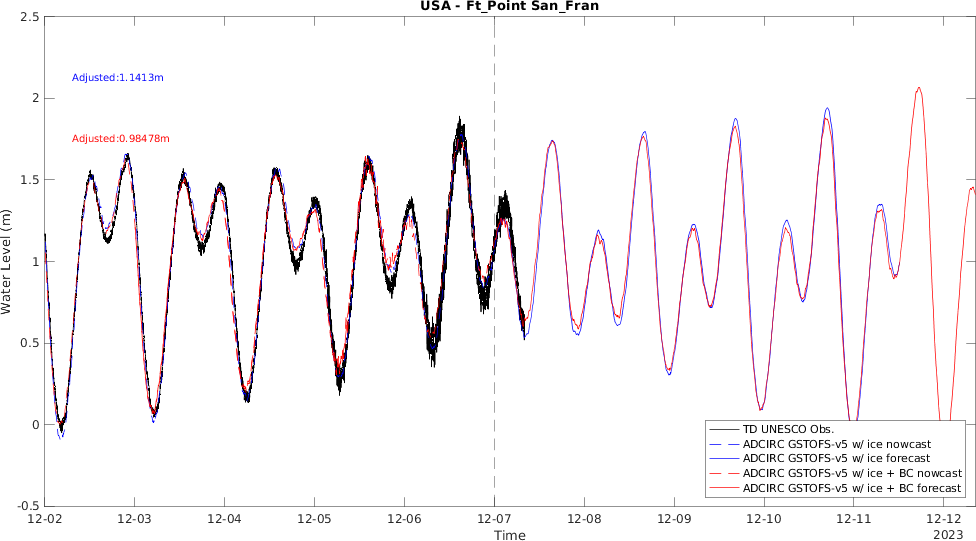 USA - Ft_Point San_Fran
2.5
Adjusted:1.1413m
2
Adjusted:0.98478m
1.5
Water Level (m)
1
0.5
0
-0.5
TD UNESCO Obs.
ADCIRC GSTOFS-v5 w/ ice nowcast
ADCIRC GSTOFS-v5 w/ ice forecast
ADCIRC GSTOFS-v5 w/ ice + BC nowcast
ADCIRC GSTOFS-v5 w/ ice + BC forecast
12-02 12-03 12-04 12-05 12-06 12-07 12-08 12-09 12-10 12-11 12-12
Time
2023